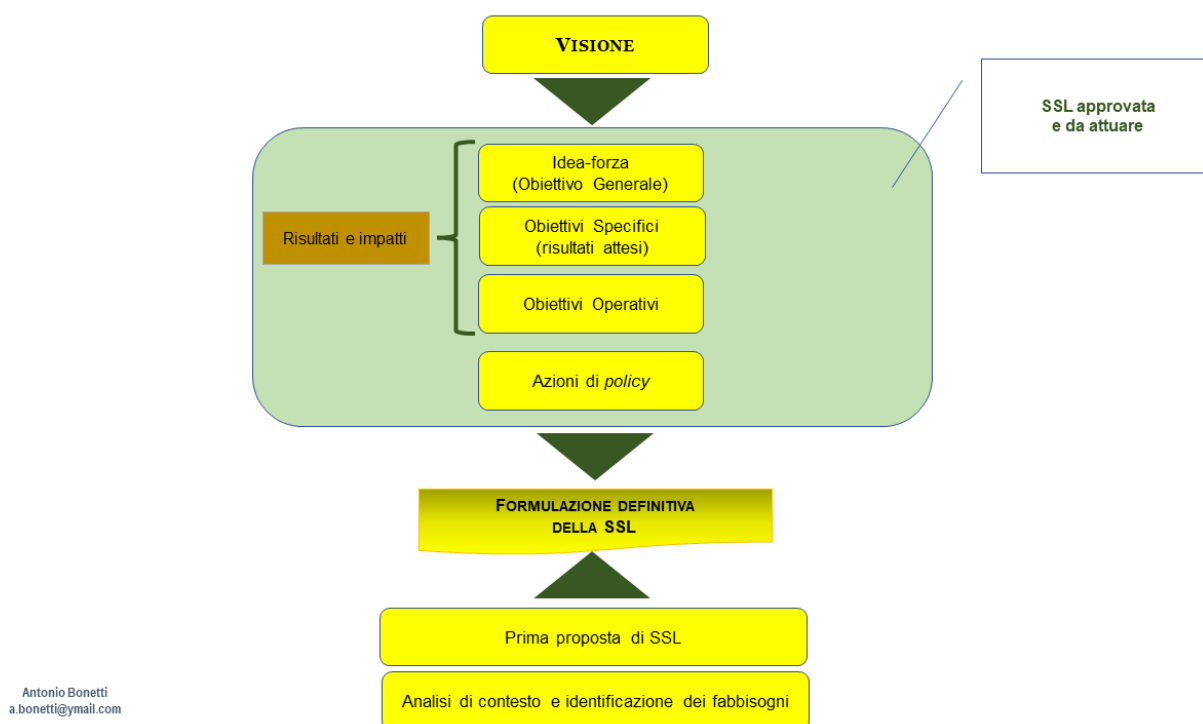 VISIONE
SSL approvata
e da attuare
Idea-forza
(Obiettivo Generale)
Risultati e impatti
Obiettivi Specifici
(risultati attesi)
Obiettivi Operativi
Azioni di policy
FORMULAZIONE DEFINITIVA
DELLA SSL
Prima proposta di SSL
Analisi di contesto e identificazione dei fabbisogni
Antonio Bonetti
a.bonetti@ymail.com